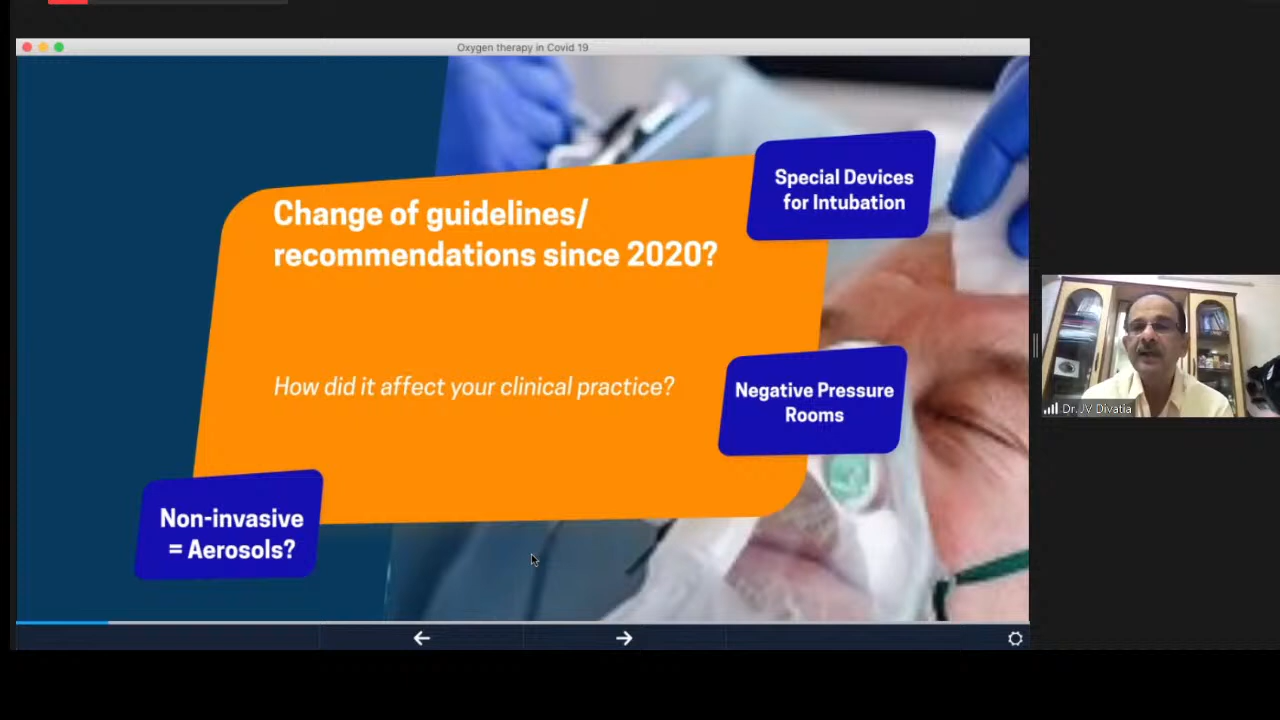 Oxygen therapy in Covid 19
Special Devices
for Intubation
Change of guidelines/
recommendations since 2020?
How did it affect your clinical practice?
Negative Pressure
Rooms
Non-invasive
= Aerosols?
Dr. JV Divatia